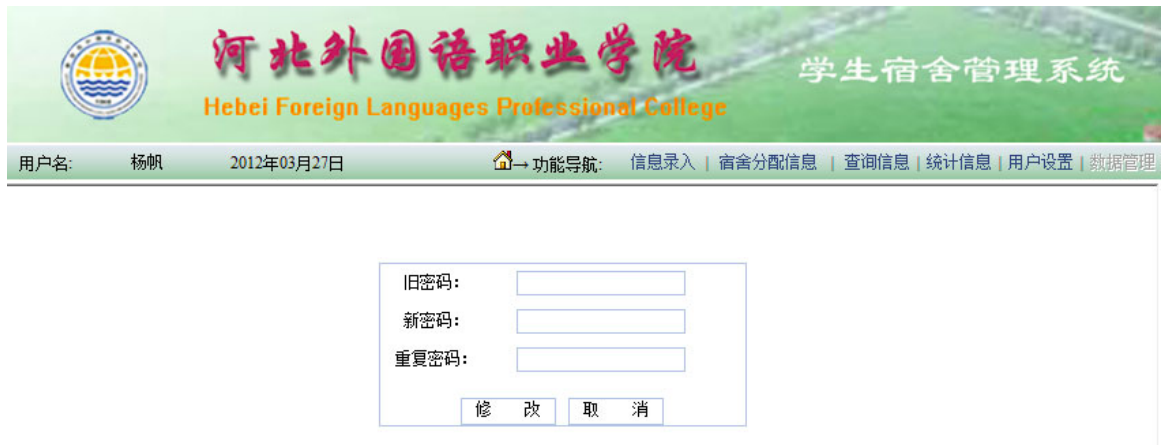 河北外国语职业学院
学生宿舍管理系统
Hebei Foreign Languages Professional College
用户名: 杨帆 2012年03月27日 →功能导航: 信息录入 | 宿舍分配信息 | 查询信息 | 统计信息 | 用户设置 | 数据管理
旧密码:
新密码:
重复密码:
修 改 取 消